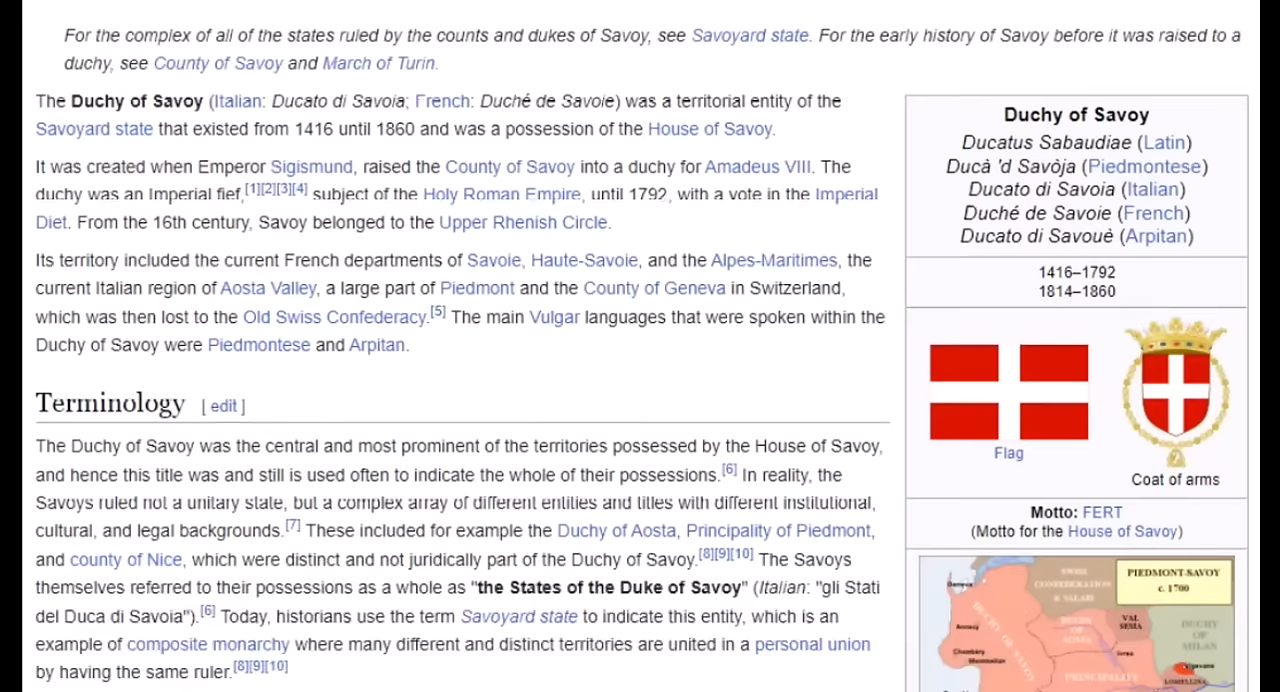 For the complex of all of the states ruled by the counts and dukes of Savoy, see Savoyard state. For the early history of Savoy before it was raised to a
duchy, see County of Savoy and March of Turin.
The Duchy of Savoy (Italian: Ducato di Savoia; French: Duché de Savoie) was a territorial entity of the
Savoyard state that existed from 1416 until 1860 and was a possession of the House of Savoy.
It was created when Emperor Sigismund, raised the County of Savoy into a duchy for Amadeus VIII. The
duchy was an Imperial fief,[1][2][3][4] subject of the Holy Roman Empire, until 1792, with a vote in the Imperial
Diet. From the 16th century, Savoy belonged to the Upper Rhenish Circle.
Its territory included the current French departments of Savoie, Haute-Savoie, and the Alpes-Maritimes, the
current Italian region of Aosta Valley, a large part of Piedmont and the County of Geneva in Switzerland,
which was then lost to the Old Swiss Confederacy.[5] The main Vulgar languages that were spoken within the
Duchy of Savoy were Piedmontese and Arpitan.
Terminology [ edit ]
The Duchy of Savoy was the central and most prominent of the territories possessed by the House of Savoy,
and hence this title was and still is used often to indicate the whole of their possessions.[6] In reality, the
Savoys ruled not a unitary state, but a complex array of different entities and titles with different institutional,
cultural, and legal backgrounds.[7] These included for example the Duchy of Aosta, Principality of Piedmont,
and county of Nice, which were distinct and not juridically part of the Duchy of Savoy.[8][9][10] The Savoys
themselves referred to their possessions as a whole as "the States of the Duke of Savoy" (Italian: "gli Stati
del Duca di Savoia").[6] Today, historians use the term Savoyard state to indicate this entity, which is an
example of composite monarchy where many different and distinct territories are united in a personal union
by having the same ruler.[8][9][10]
Duchy of Savoy
Ducatus Sabaudiae (Latin)
Ducà 'd Savòja (Piedmontese)
Ducato di Savoia (Italian)
Duché de Savoie (French)
Ducato di Savouè (Arpitan)
1416–1792
1814–1860
Flag
Coat of arms
Motto: FERT
(Motto for the House of Savoy)
PIEDMONT-SAVOY
c. 1700
SWISS
CONFEDERATION
& VALAIS
Geneva
DUCHY OF SAVOY
Annecy
Chambéry
Montmelian
DUCHY
OF
AOSTA
VAL
SESIA
Ivrea
DUCHY
OF
MILAN
Vigevano
LOMELLINA
PRINCIPALITY